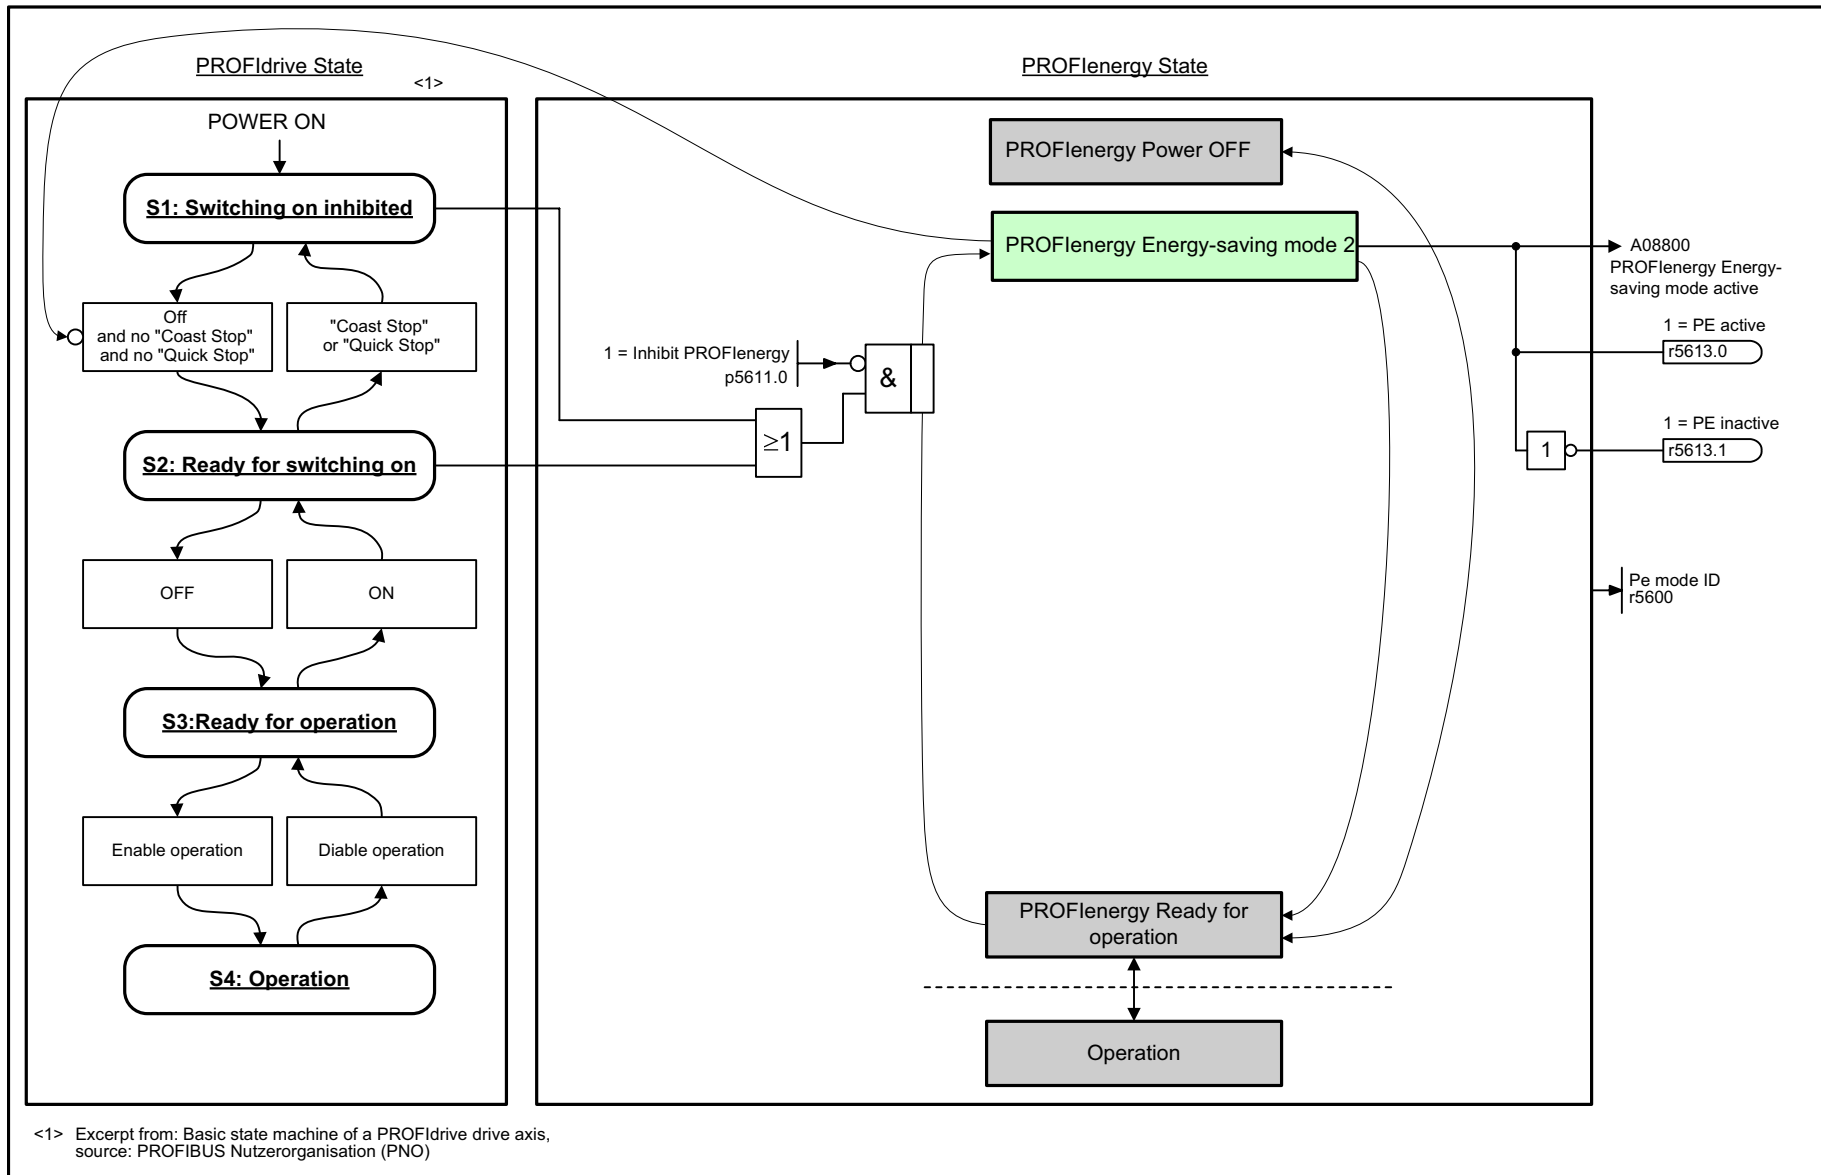 PROFIdrive State
<1>
PROFIenergy State
POWER ON
S1: Switching on inhibited
Off
and no "Coast Stop"
and no "Quick Stop"
"Coast Stop"
or "Quick Stop"
S2: Ready for switching on
OFF
ON
S3:Ready for operation
Enable operation
Diable operation
S4: Operation
1 = Inhibit PROFIenergy
p5611.0
≥1
&
PROFIenergy Power OFF
PROFIenergy Energy-saving mode 2
PROFIenergy Ready for
operation
Operation
A08800
PROFIenergy Energy-
saving mode active
1 = PE active
r5613.0
1 = PE inactive
1
r5613.1
Pe mode ID
r5600
<1> Excerpt from: Basic state machine of a PROFIdrive drive axis,
source: PROFIBUS Nutzerorganisation (PNO)